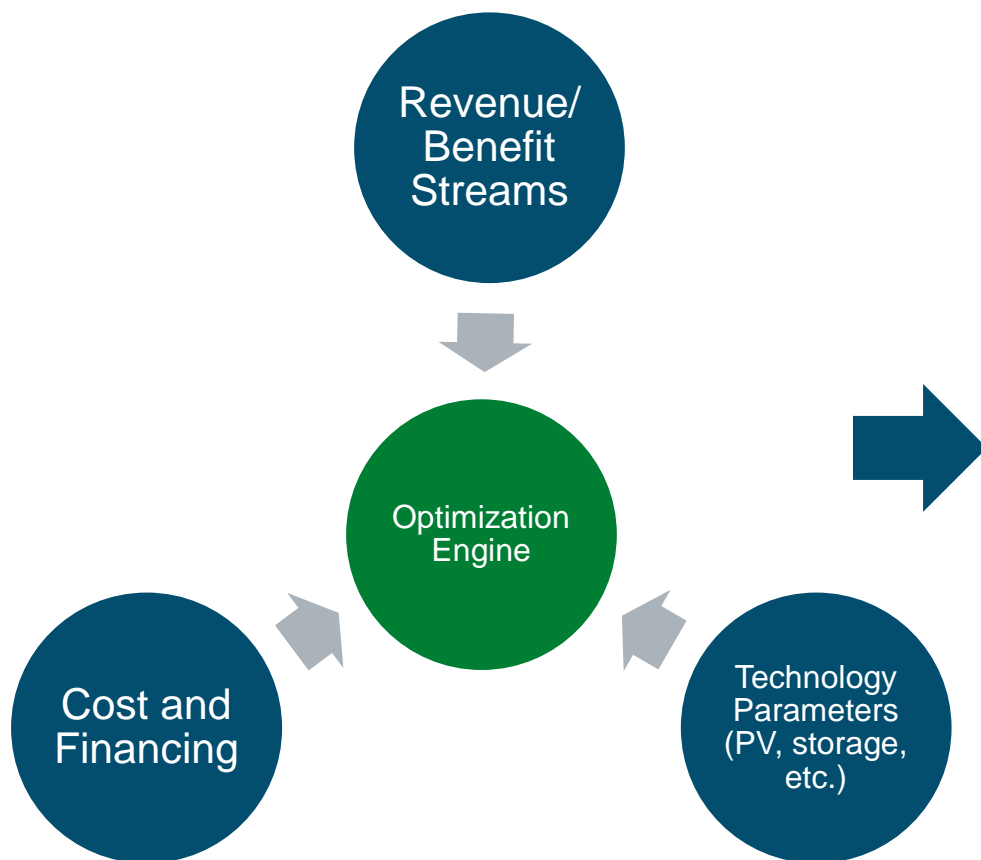 Revenue/
Benefit
Streams
Optimization
Engine
Cost and
Financing
Technology
Parameters
(PV, storage,
etc.)